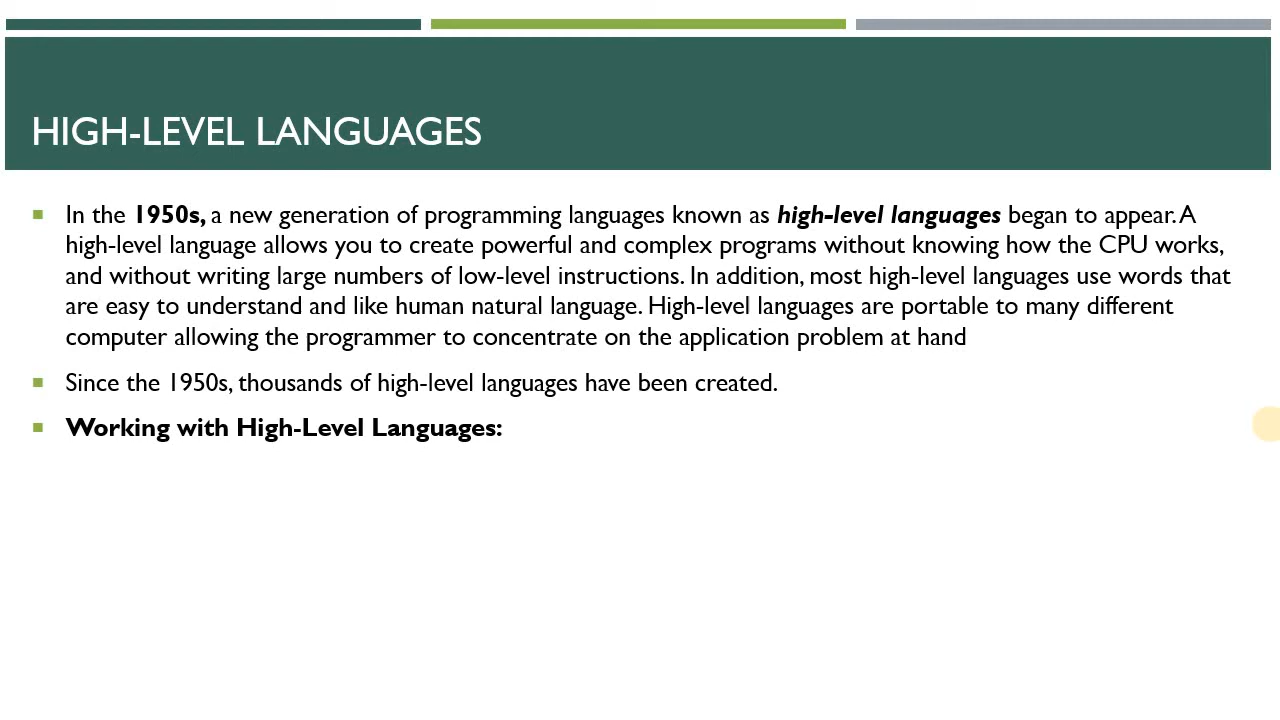 HIGH-LEVEL LANGUAGES
In the 1950s, a new generation of programming languages known as high-level languages began to appear. A
high-level language allows you to create powerful and complex programs without knowing how the CPU works,
and without writing large numbers of low-level instructions. In addition, most high-level languages use words that
are easy to understand and like human natural language. High-level languages are portable to many different
computer allowing the programmer to concentrate on the application problem at hand
Since the 1950s, thousands of high-level languages have been created.
Working with High-Level Languages: